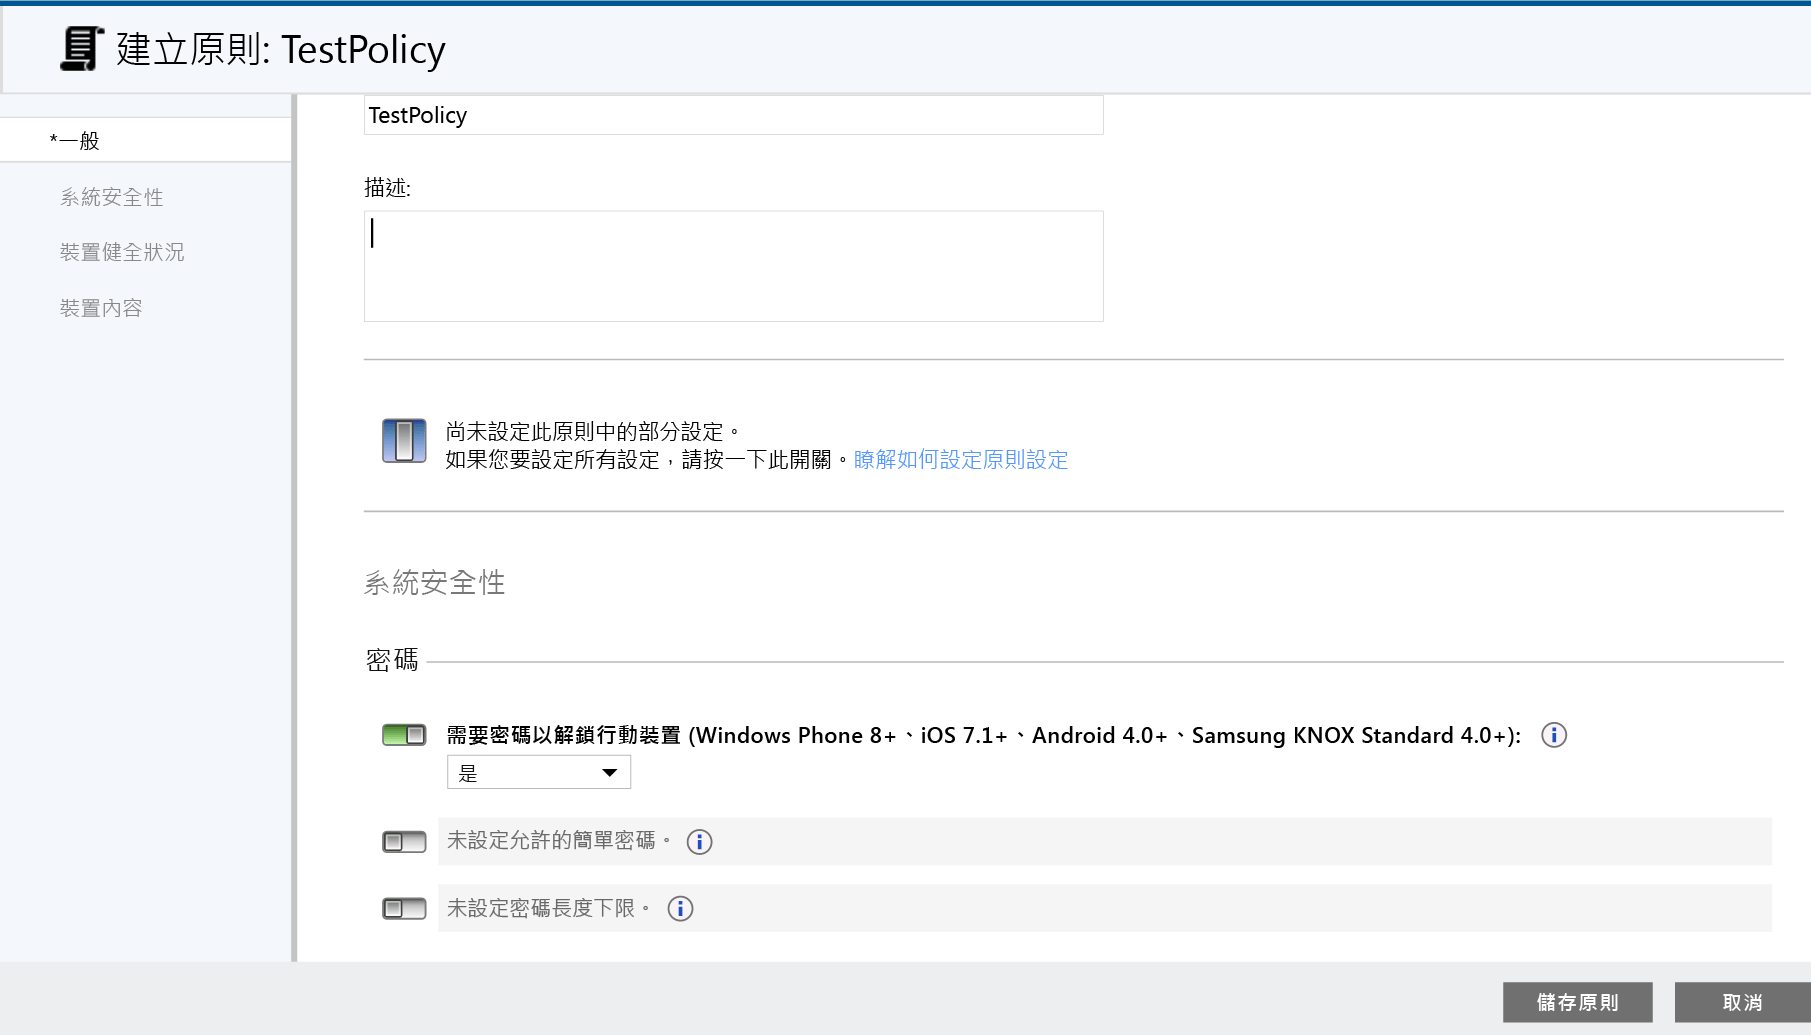 建立原則: TestPolicy
*一般
系統安全性
裝置健全狀況
裝置內容
TestPolicy
描述:
尚未設定此原則中的部分設定。
如果您要設定所有設定，請按一下此開關。瞭解如何設定原則設定
系統安全性
密碼
需要密碼以解鎖行動裝置 (Windows Phone 8+、iOS 7.1+、Android 4.0+、Samsung KNOX Standard 4.0+):
是
未設定允許的簡單密碼。
未設定密碼長度下限。
儲存原則
取消